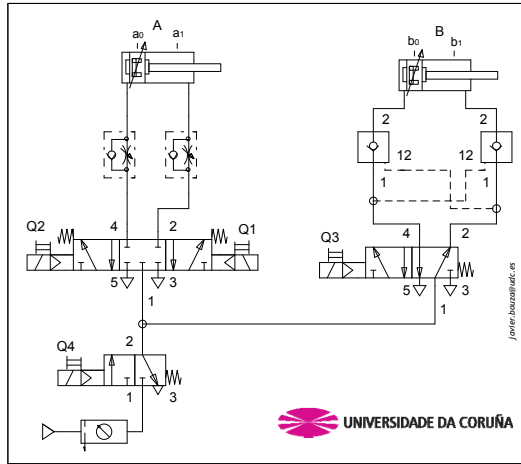 A
B
a0 a1
b0 b1
2 2
12 12
1 1
Q2 4 2 Q1
Q3 4 2
5 1 3
5 3
1
Q4 2
1 3
javier.bouza@udc.es
UNIVERSIDADE DA CORUÑA